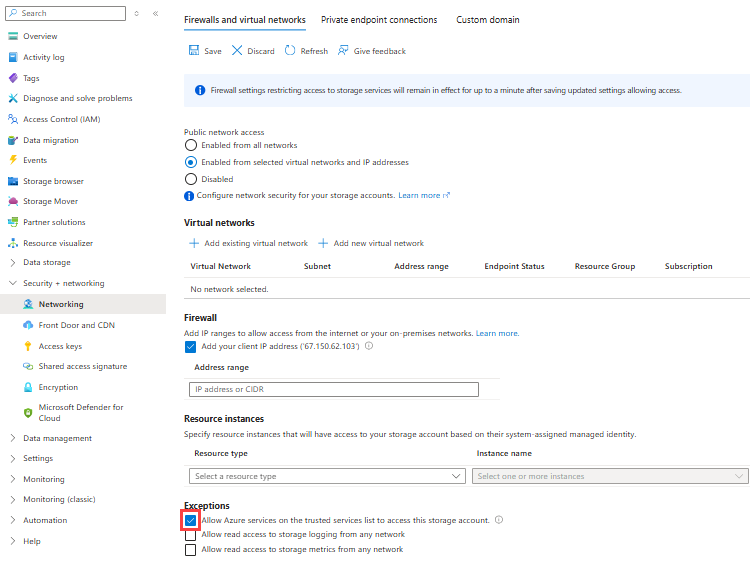 Search
Overview
Activity log
Tags
Diagnose and solve problems
Access Control (IAM)
Data migration
Events
Storage browser
Storage Mover
Partner solutions
Resource visualizer
Data storage
Security + networking
Networking
Front Door and CDN
Access keys
Shared access signature
Encryption
Microsoft Defender for
Cloud
Data management
Settings
Monitoring
Monitoring (classic)
Automation
Help
Firewalls and virtual networks Private endpoint connections Custom domain
Save Discard Refresh Give feedback
Firewall settings restricting access to storage services will remain in effect for up to a minute after saving updated settings allowing access.
Public network access
Enabled from all networks
Enabled from selected virtual networks and IP addresses
Disabled
Configure network security for your storage accounts. Learn more
Virtual networks
Add existing virtual network Add new virtual network
Virtual Network Subnet Address range Endpoint Status Resource Group Subscription
No network selected.
Firewall
Add IP ranges to allow access from the internet or your on-premises networks. Learn more.
Add your client IP address ('67.150.62.103')
Address range
IP address or CIDR
Resource instances
Specify resource instances that will have access to your storage account based on their system-assigned managed identity.
Resource type Instance name
Select a resource type Select one or more instances
Exceptions
Allow Azure services on the trusted services list to access this storage account.
Allow read access to storage logging from any network
Allow read access to storage metrics from any network